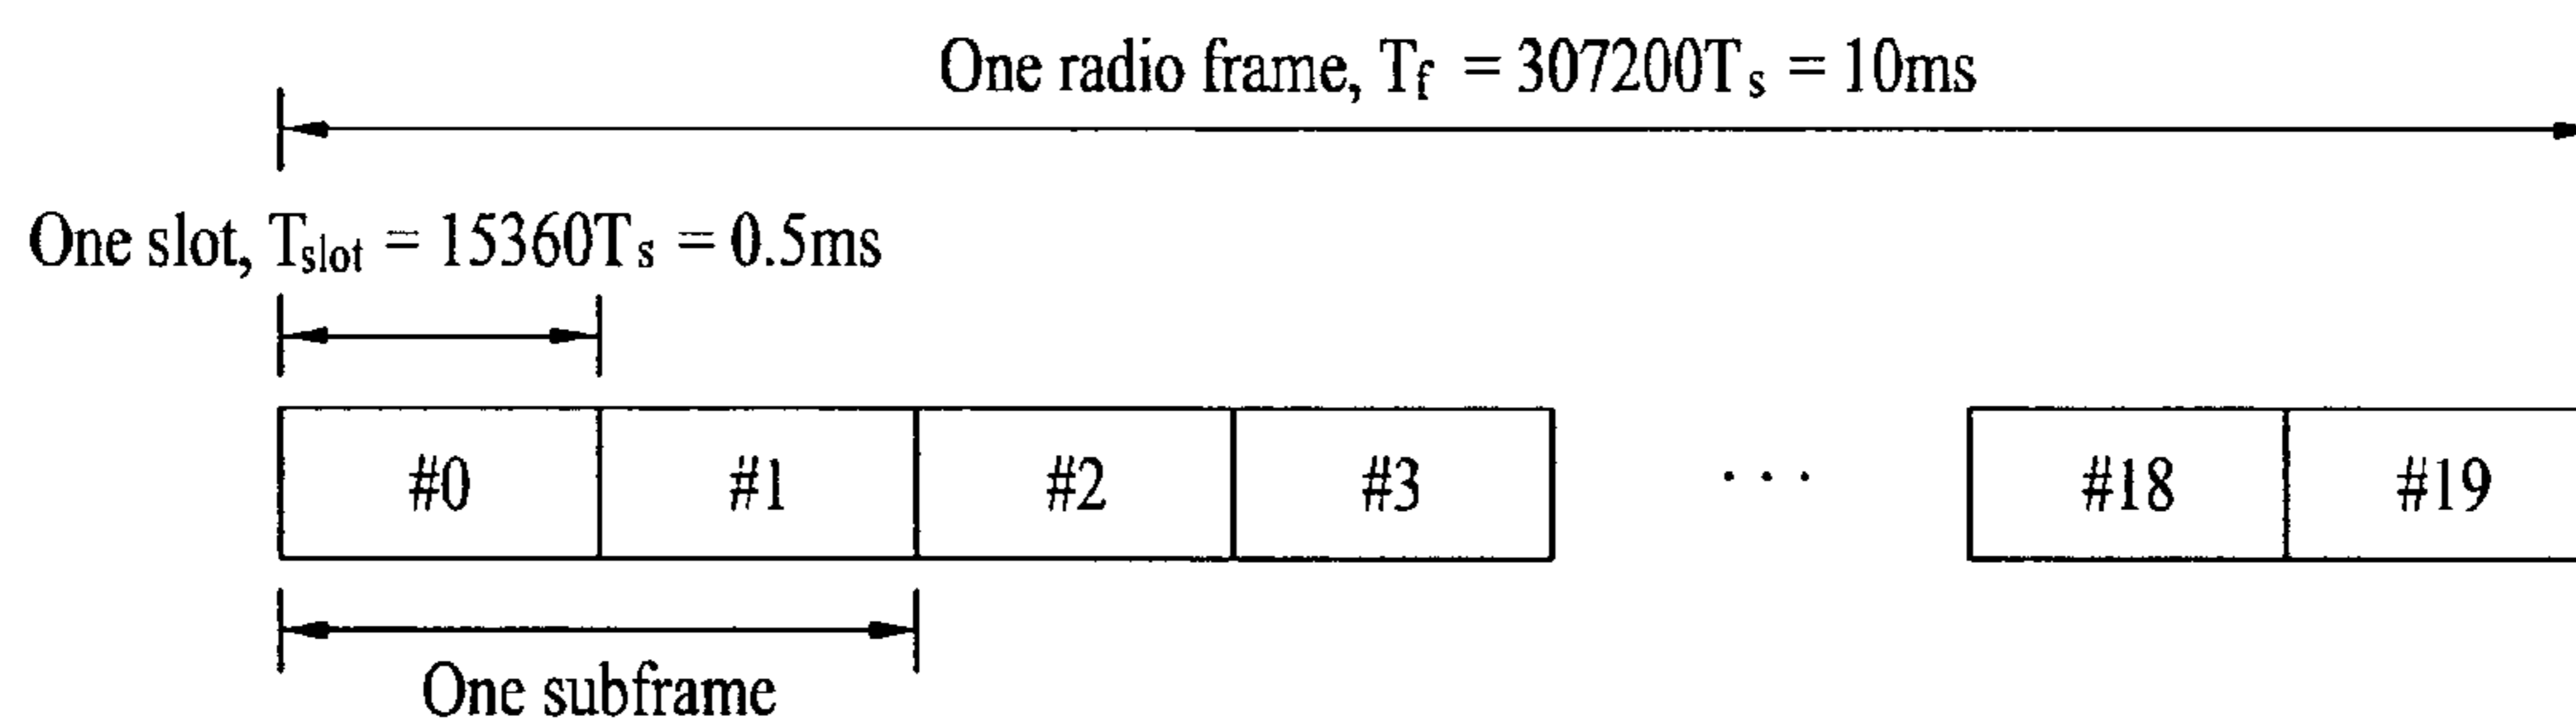 One radio frame, Tf = 307200Ts = 10ms
One slot, Tslot = 15360Ts = 0.5ms
#0 #1 #2 #3 · · · #18 #19
One subframe